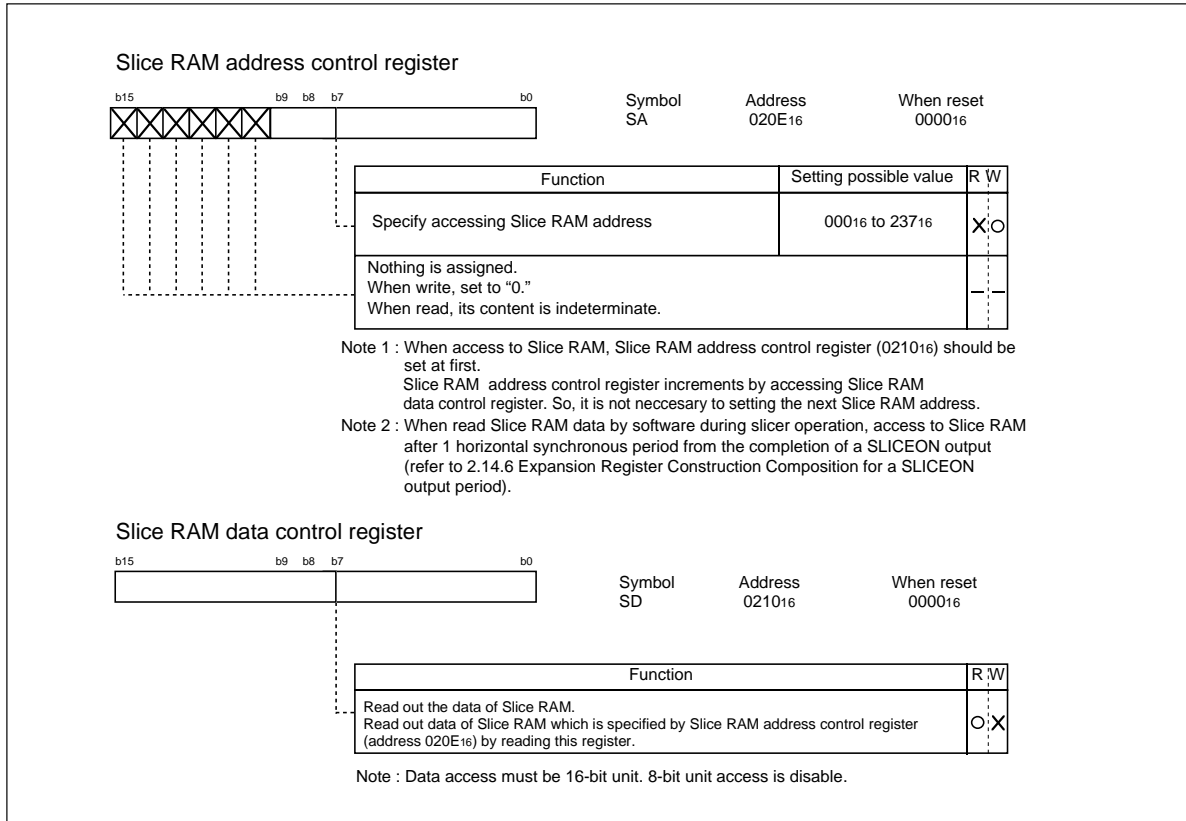 Slice RAM address control register
b15 b9 b8 b7 b0
Symbol Address When reset
SA 020E16 000016
Function Setting possible value R W
Specify accessing Slice RAM address 00016 to 23716 X O
Nothing is assigned.
When write, set to “0.”
When read, its content is indeterminate.
— —
Note 1 : When access to Slice RAM, Slice RAM address control register (021016) should be
set at first.
Slice RAM address control register increments by accessing Slice RAM
data control register. So, it is not neccesary to setting the next Slice RAM address.
Note 2 : When read Slice RAM data by software during slicer operation, access to Slice RAM
after 1 horizontal synchronous period from the completion of a SLICEON output
(refer to 2.14.6 Expansion Register Construction Composition for a SLICEON
output period).
Slice RAM data control register
b15 b9 b8 b7 b0
Symbol Address When reset
SD 021016 000016
Function R W
Read out the data of Slice RAM.
Read out data of Slice RAM which is specified by Slice RAM address control register
(address 020E16) by reading this register.
O X
Note : Data access must be 16-bit unit. 8-bit unit access is disable.